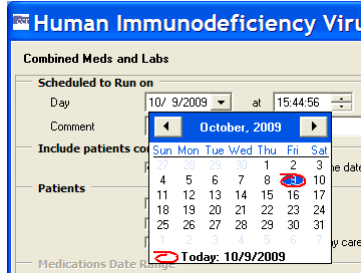 Human Immunodeficiency Viru
Combined Meds and Labs
Scheduled to Run on
Day 10/ 9/2009 at 15:44:56
Comment
October, 2009
Include patients co
Sun Mon Tue Wed Thu Fri Sat
27 28 29 30 1 2 3
e date
4 5 6 7 8 9 10
Patients
11 12 13 14 15 16 17
18 19 20 21 22 23 24
25 26 27 28 29 30 31
1 2 3 4 5 6 7
y care
Today: 10/9/2009
Medications Date Range